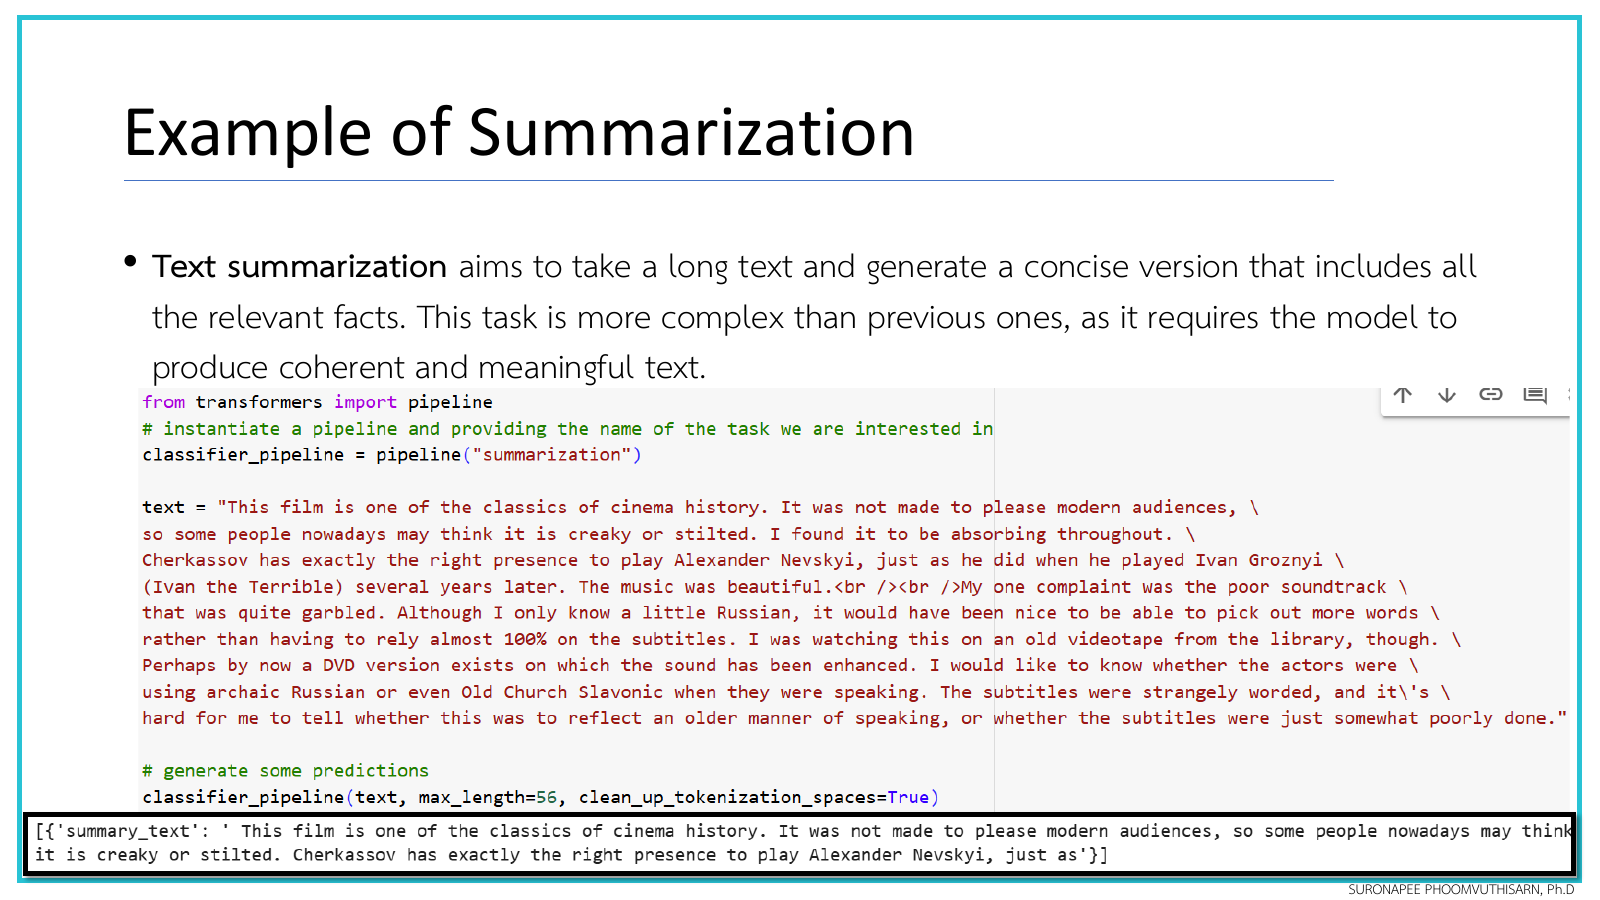 Example of Summarization
• Text summarization aims to take a long text and generate a concise version that includes all
the relevant facts. This task is more complex than previous ones, as it requires the model to
produce coherent and meaningful text.
from transformers import pipeline
# instantiate a pipeline and providing the name of the task we are interested in
classifier_pipeline = pipeline("summarization")
text = "This film is one of the classics of cinema history. It was not made to please modern audiences, \
so some people nowadays may think it is creaky or stilted. I found it to be absorbing throughout. \
Cherkassov has exactly the right presence to play Alexander Nevskyi, just as he did when he played Ivan Groznyi \
(Ivan the Terrible) several years later. The music was beautiful.<br /><br />My one complaint was the poor soundtrack \
that was quite garbled. Although I only know a little Russian, it would have been nice to be able to pick out more words \
rather than having to rely almost 100% on the subtitles. I was watching this on an old videotape from the library, though. \
Perhaps by now a DVD version exists on which the sound has been enhanced. I would like to know whether the actors were \
using archaic Russian or even Old Church Slavonic when they were speaking. The subtitles were strangely worded, and it\'s \
hard for me to tell whether this was to reflect an older manner of speaking, or whether the subtitles were just somewhat poorly done."
# generate some predictions
classifier_pipeline(text, max_length=56, clean_up_tokenization_spaces=True)
[{'summary_text': ' This film is one of the classics of cinema history. It was not made to please modern audiences, so some people nowadays may think
it is creaky or stilted. Cherkassov has exactly the right presence to play Alexander Nevskyi, just as'}]
SURONAPEE PHOOMVUTHISARN, Ph.D